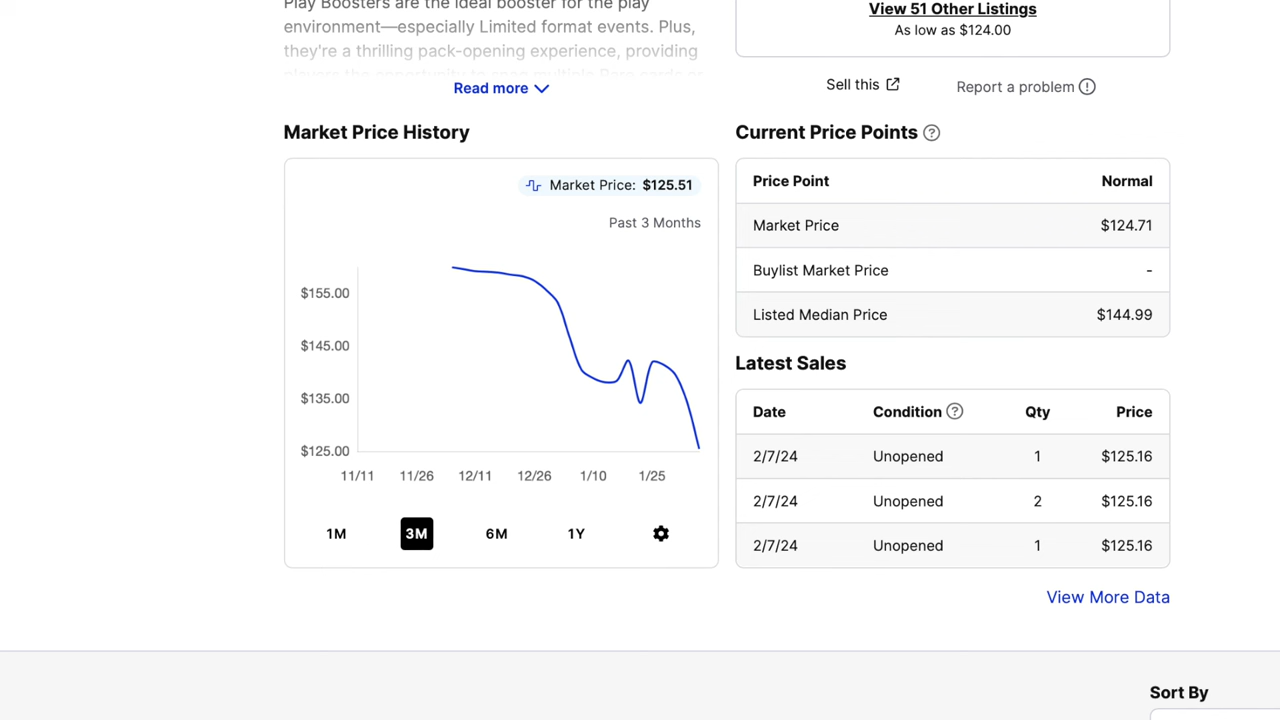 Play Boosters are the ideal booster for the play
environment—especially Limited format events. Plus,
they're a thrilling pack-opening experience, providing
Read more
View 51 Other Listings
As low as $124.00
Sell this
Report a problem
Market Price History
Market Price: $125.51
Past 3 Months
$155.00
$145.00
$135.00
$125.00
11/11 11/26 12/11 12/26 1/10 1/25
1M 3M 6M 1Y
Current Price Points ?
Price Point Normal
Market Price $124.71
Buylist Market Price -
Listed Median Price $144.99
Latest Sales
Date Condition ? Qty Price
2/7/24 Unopened 1 $125.16
2/7/24 Unopened 2 $125.16
2/7/24 Unopened 1 $125.16
View More Data
Sort By